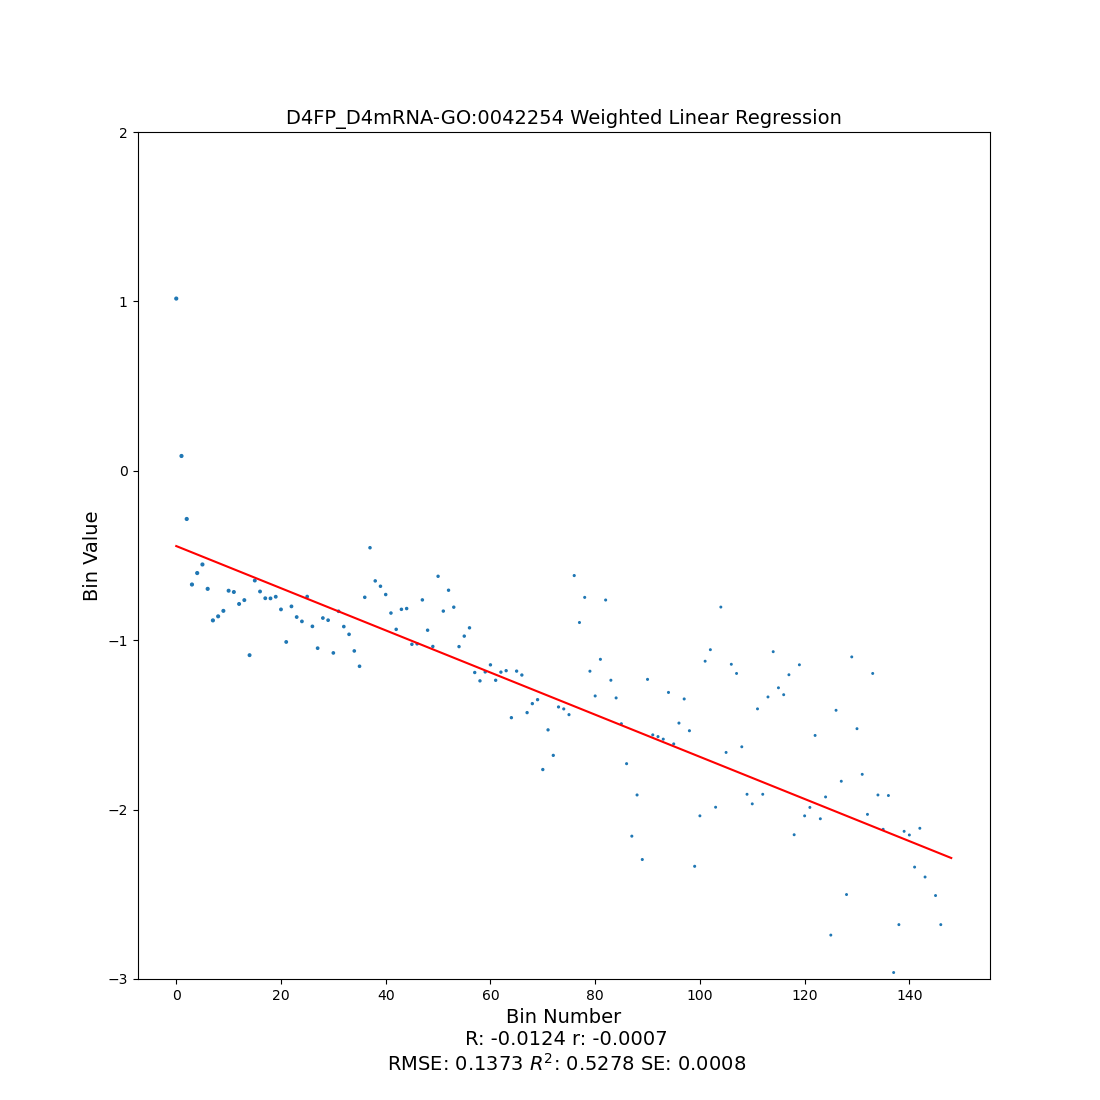 D4FP_D4mRNA-GO:0042254 Weighted Linear Regression
2
1
0
−1
−2
−3
Bin Value
0 20 40 60 80 100 120 140
Bin Number
R: -0.0124 r: -0.0007
RMSE: 0.1373 R²: 0.5278 SE: 0.0008